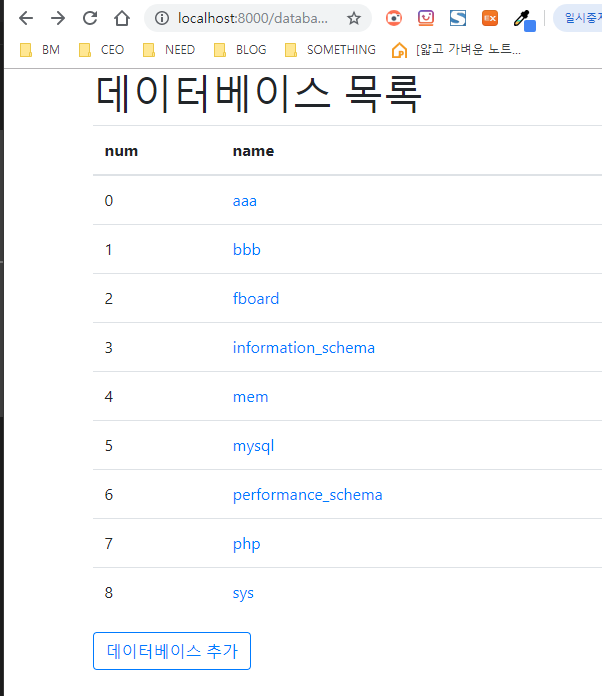 localhost:8000/databa...
일시중지
BM CEO NEED BLOG SOMETHING [얇고 가벼운 노트...
데이터베이스 목록
num name
0 aaa
1 bbb
2 fboard
3 information_schema
4 mem
5 mysql
6 performance_schema
7 php
8 sys
데이터베이스 추가